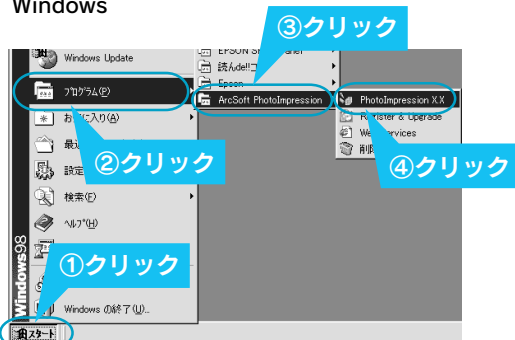 Windows
③クリック
Windows Update
読んde!!コ
Epson
プログラム(P)
ArcSoft PhotoImpression
PhotoImpression X.X
Register & Upgrade
お気に入り(A)
Web Services
②クリック
④クリック
設定
検索(F)
ヘルプ(H)
①クリック
Windows98
Windows の終了(U)...
スタート